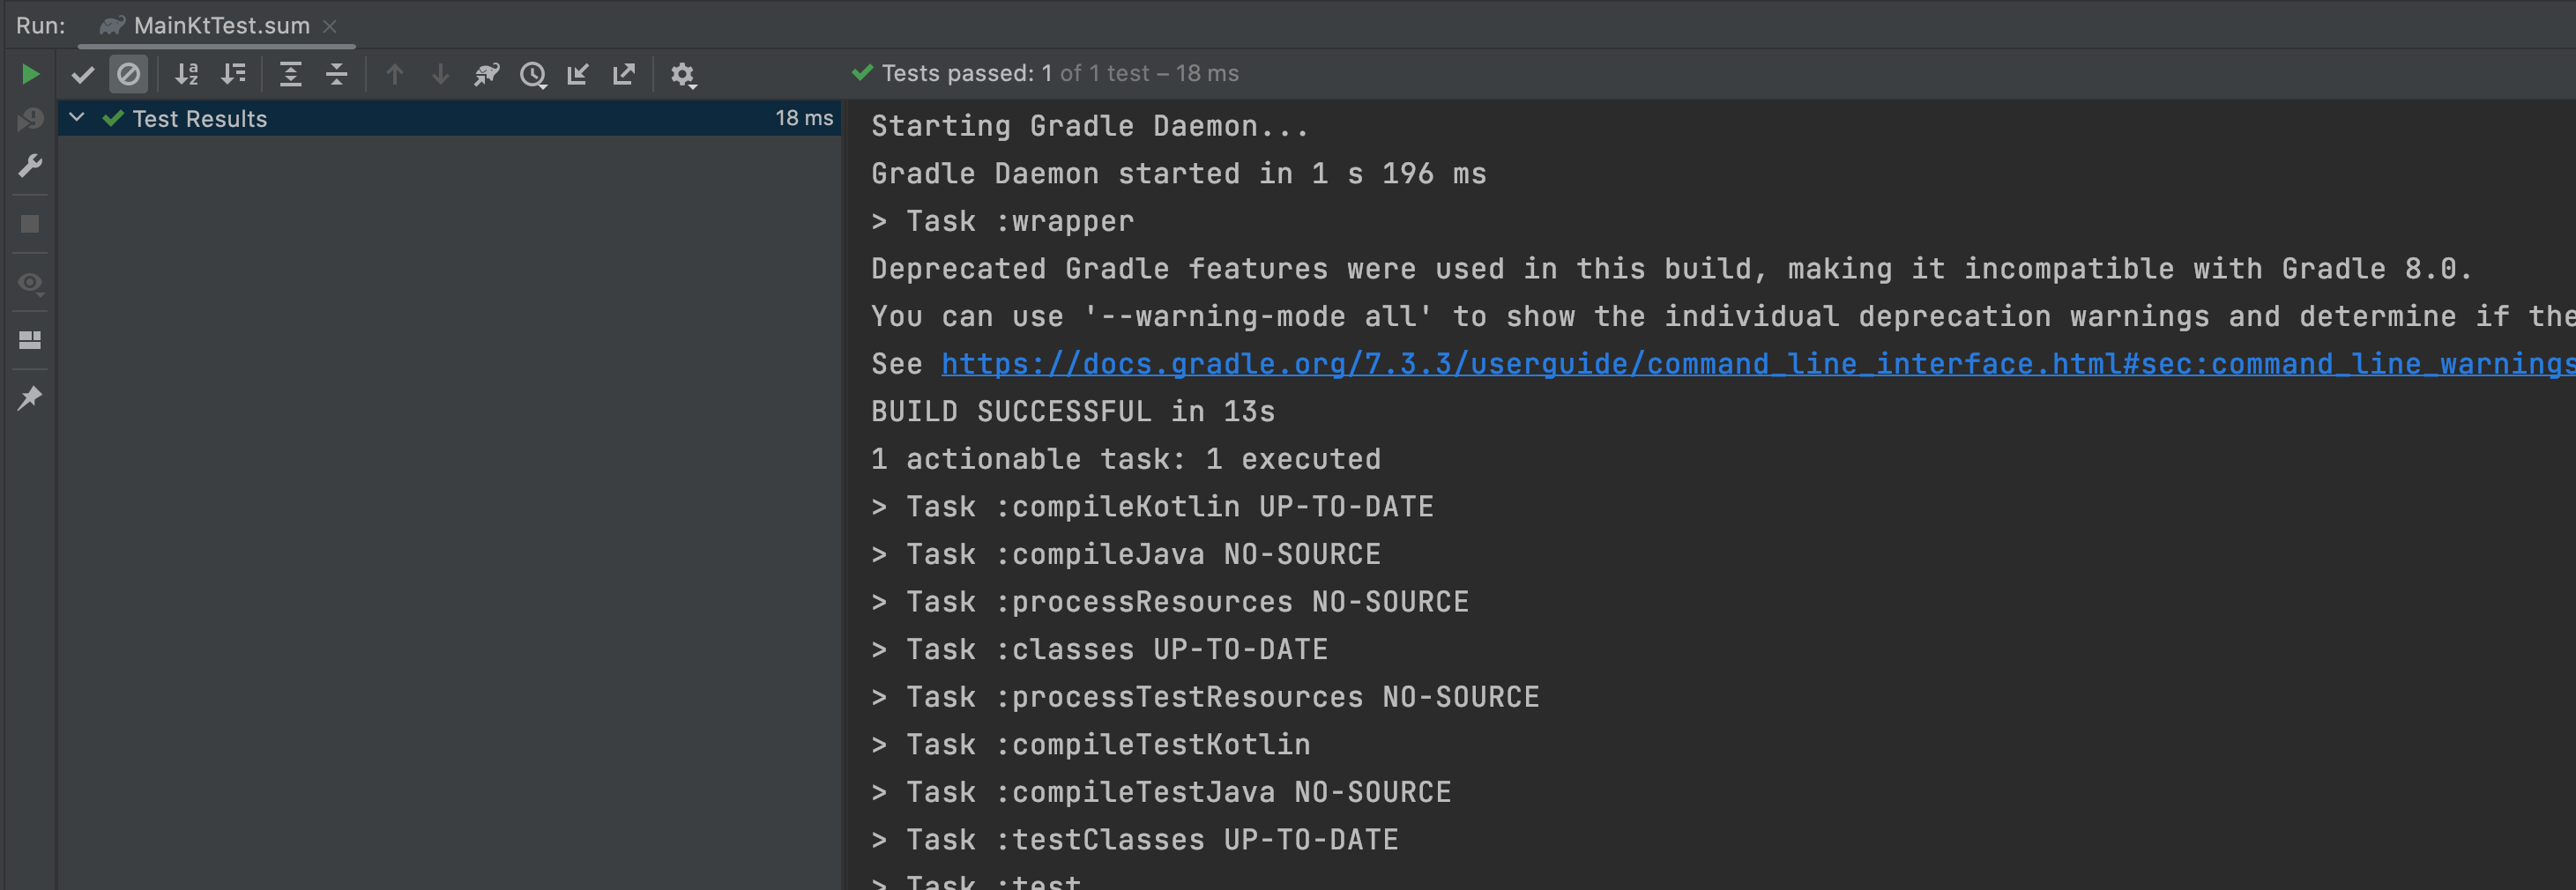 Run: MainKtTest.sum
Tests passed: 1 of 1 test – 18 ms
Test Results 18 ms
Starting Gradle Daemon...
Gradle Daemon started in 1 s 196 ms
> Task :wrapper
Deprecated Gradle features were used in this build, making it incompatible with Gradle 8.0.
You can use '--warning-mode all' to show the individual deprecation warnings and determine if the
See https://docs.gradle.org/7.3.3/userguide/command_line_interface.html#sec:command_line_warnings
BUILD SUCCESSFUL in 13s
1 actionable task: 1 executed
> Task :compileKotlin UP-TO-DATE
> Task :compileJava NO-SOURCE
> Task :processResources NO-SOURCE
> Task :classes UP-TO-DATE
> Task :processTestResources NO-SOURCE
> Task :compileTestKotlin
> Task :compileTestJava NO-SOURCE
> Task :testClasses UP-TO-DATE
> Task :test